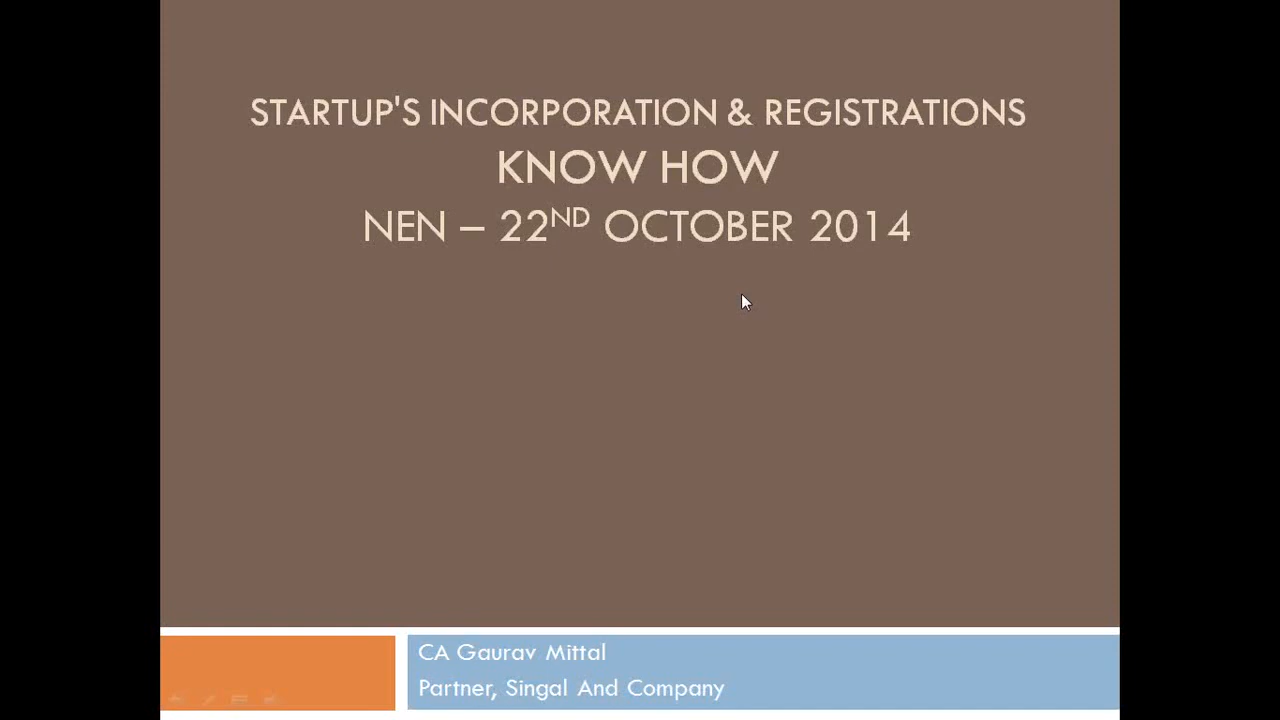 STARTUP'S INCORPORATION & REGISTRATIONS
KNOW HOW
NEN – 22ND OCTOBER 2014
CA Gaurav Mittal
Partner, Singal And Company